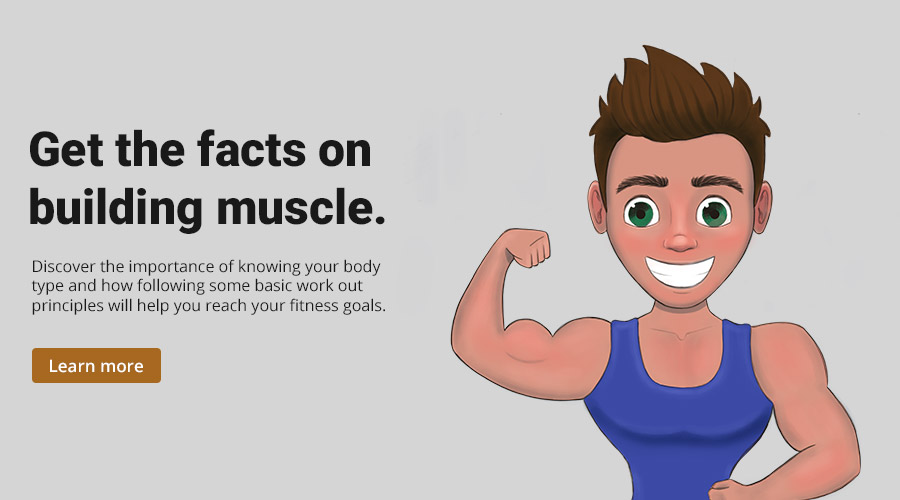 Get the facts on
building muscle.
Discover the importance of knowing your body
type and how following some basic work out
principles will help you reach your fitness goals.
Learn more